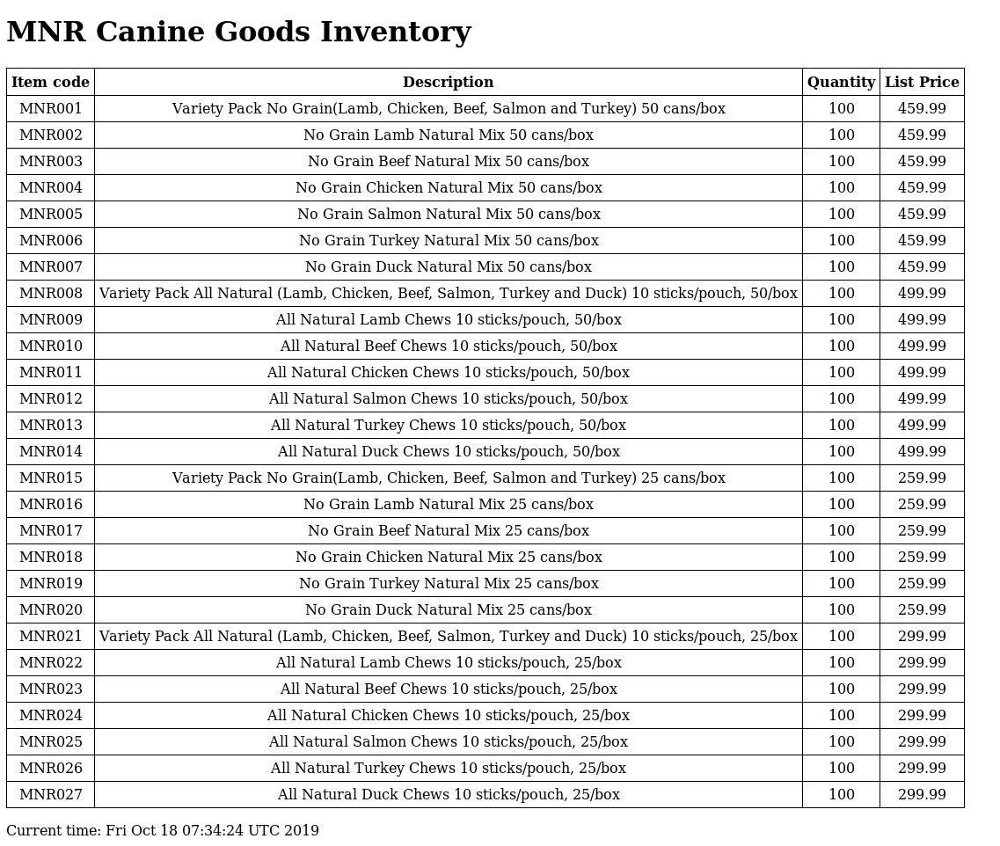 MNR Canine Goods Inventory
Item code Description Quantity List Price
MNR001 Variety Pack No Grain(Lamb, Chicken, Beef, Salmon and Turkey) 50 cans/box 100 459.99
MNR002 No Grain Lamb Natural Mix 50 cans/box 100 459.99
MNR003 No Grain Beef Natural Mix 50 cans/box 100 459.99
MNR004 No Grain Chicken Natural Mix 50 cans/box 100 459.99
MNR005 No Grain Salmon Natural Mix 50 cans/box 100 459.99
MNR006 No Grain Turkey Natural Mix 50 cans/box 100 459.99
MNR007 No Grain Duck Natural Mix 50 cans/box 100 459.99
MNR008 Variety Pack All Natural (Lamb, Chicken, Beef, Salmon, Turkey and Duck) 10 sticks/pouch, 50/box 100 499.99
MNR009 All Natural Lamb Chews 10 sticks/pouch, 50/box 100 499.99
MNR010 All Natural Beef Chews 10 sticks/pouch, 50/box 100 499.99
MNR011 All Natural Chicken Chews 10 sticks/pouch, 50/box 100 499.99
MNR012 All Natural Salmon Chews 10 sticks/pouch, 50/box 100 499.99
MNR013 All Natural Turkey Chews 10 sticks/pouch, 50/box 100 499.99
MNR014 All Natural Duck Chews 10 sticks/pouch, 50/box 100 499.99
MNR015 Variety Pack No Grain(Lamb, Chicken, Beef, Salmon and Turkey) 25 cans/box 100 259.99
MNR016 No Grain Lamb Natural Mix 25 cans/box 100 259.99
MNR017 No Grain Beef Natural Mix 25 cans/box 100 259.99
MNR018 No Grain Chicken Natural Mix 25 cans/box 100 259.99
MNR019 No Grain Turkey Natural Mix 25 cans/box 100 259.99
MNR020 No Grain Duck Natural Mix 25 cans/box 100 259.99
MNR021 Variety Pack All Natural (Lamb, Chicken, Beef, Salmon, Turkey and Duck) 10 sticks/pouch, 25/box 100 299.99
MNR022 All Natural Lamb Chews 10 sticks/pouch, 25/box 100 299.99
MNR023 All Natural Beef Chews 10 sticks/pouch, 25/box 100 299.99
MNR024 All Natural Chicken Chews 10 sticks/pouch, 25/box 100 299.99
MNR025 All Natural Salmon Chews 10 sticks/pouch, 25/box 100 299.99
MNR026 All Natural Turkey Chews 10 sticks/pouch, 25/box 100 299.99
MNR027 All Natural Duck Chews 10 sticks/pouch, 25/box 100 299.99
Current time: Fri Oct 18 07:34:24 UTC 2019